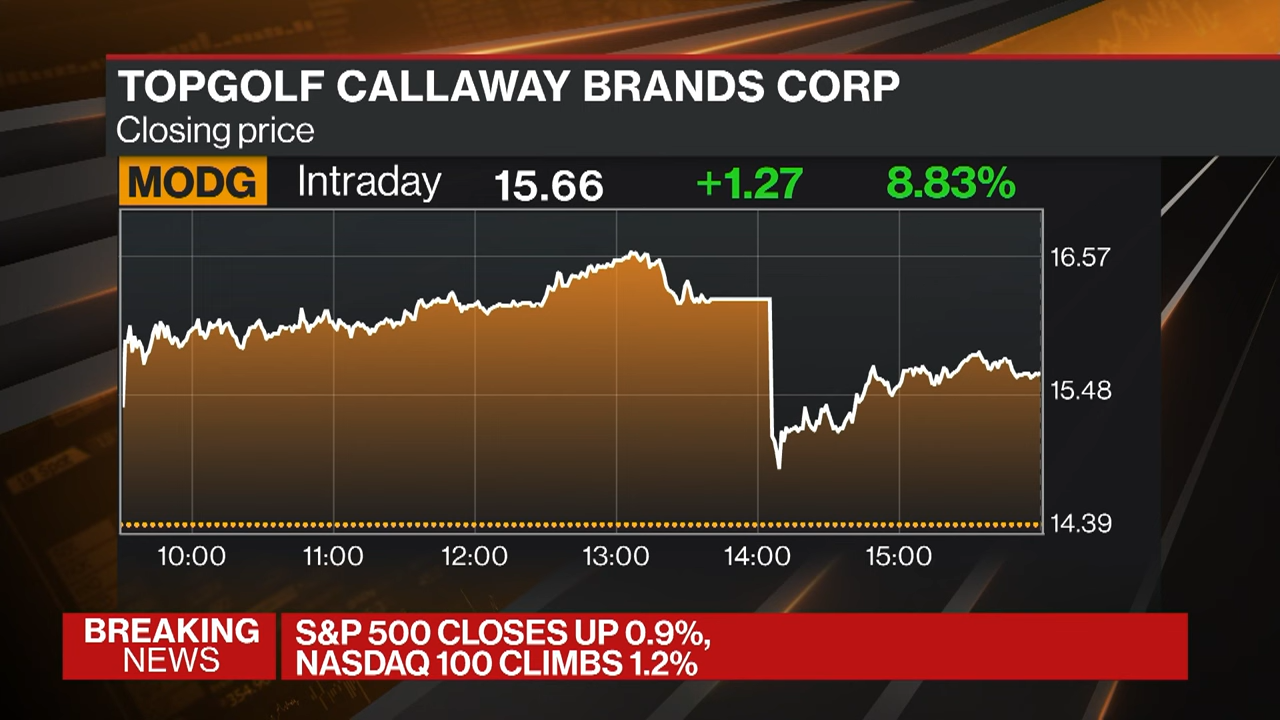 TOPGOLF CALLAWAY BRANDS CORP
Closing price
MODG Intraday 15.66 +1.27 8.83%
16.57
15.48
14.39
10:00 11:00 12:00 13:00 14:00 15:00
BREAKING
NEWS
S&P 500 CLOSES UP 0.9%,
NASDAQ 100 CLIMBS 1.2%